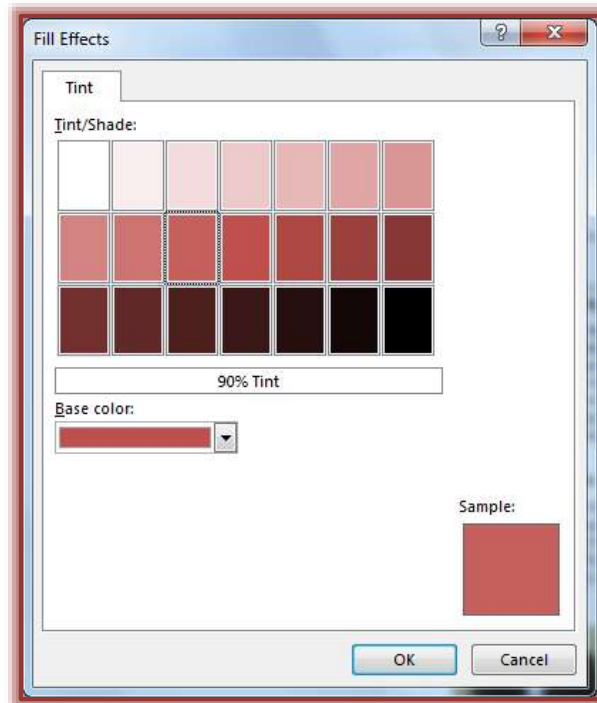 Fill Effects
Tint
Tint/Shade:
90% Tint
Base color:
Sample:
OK
Cancel